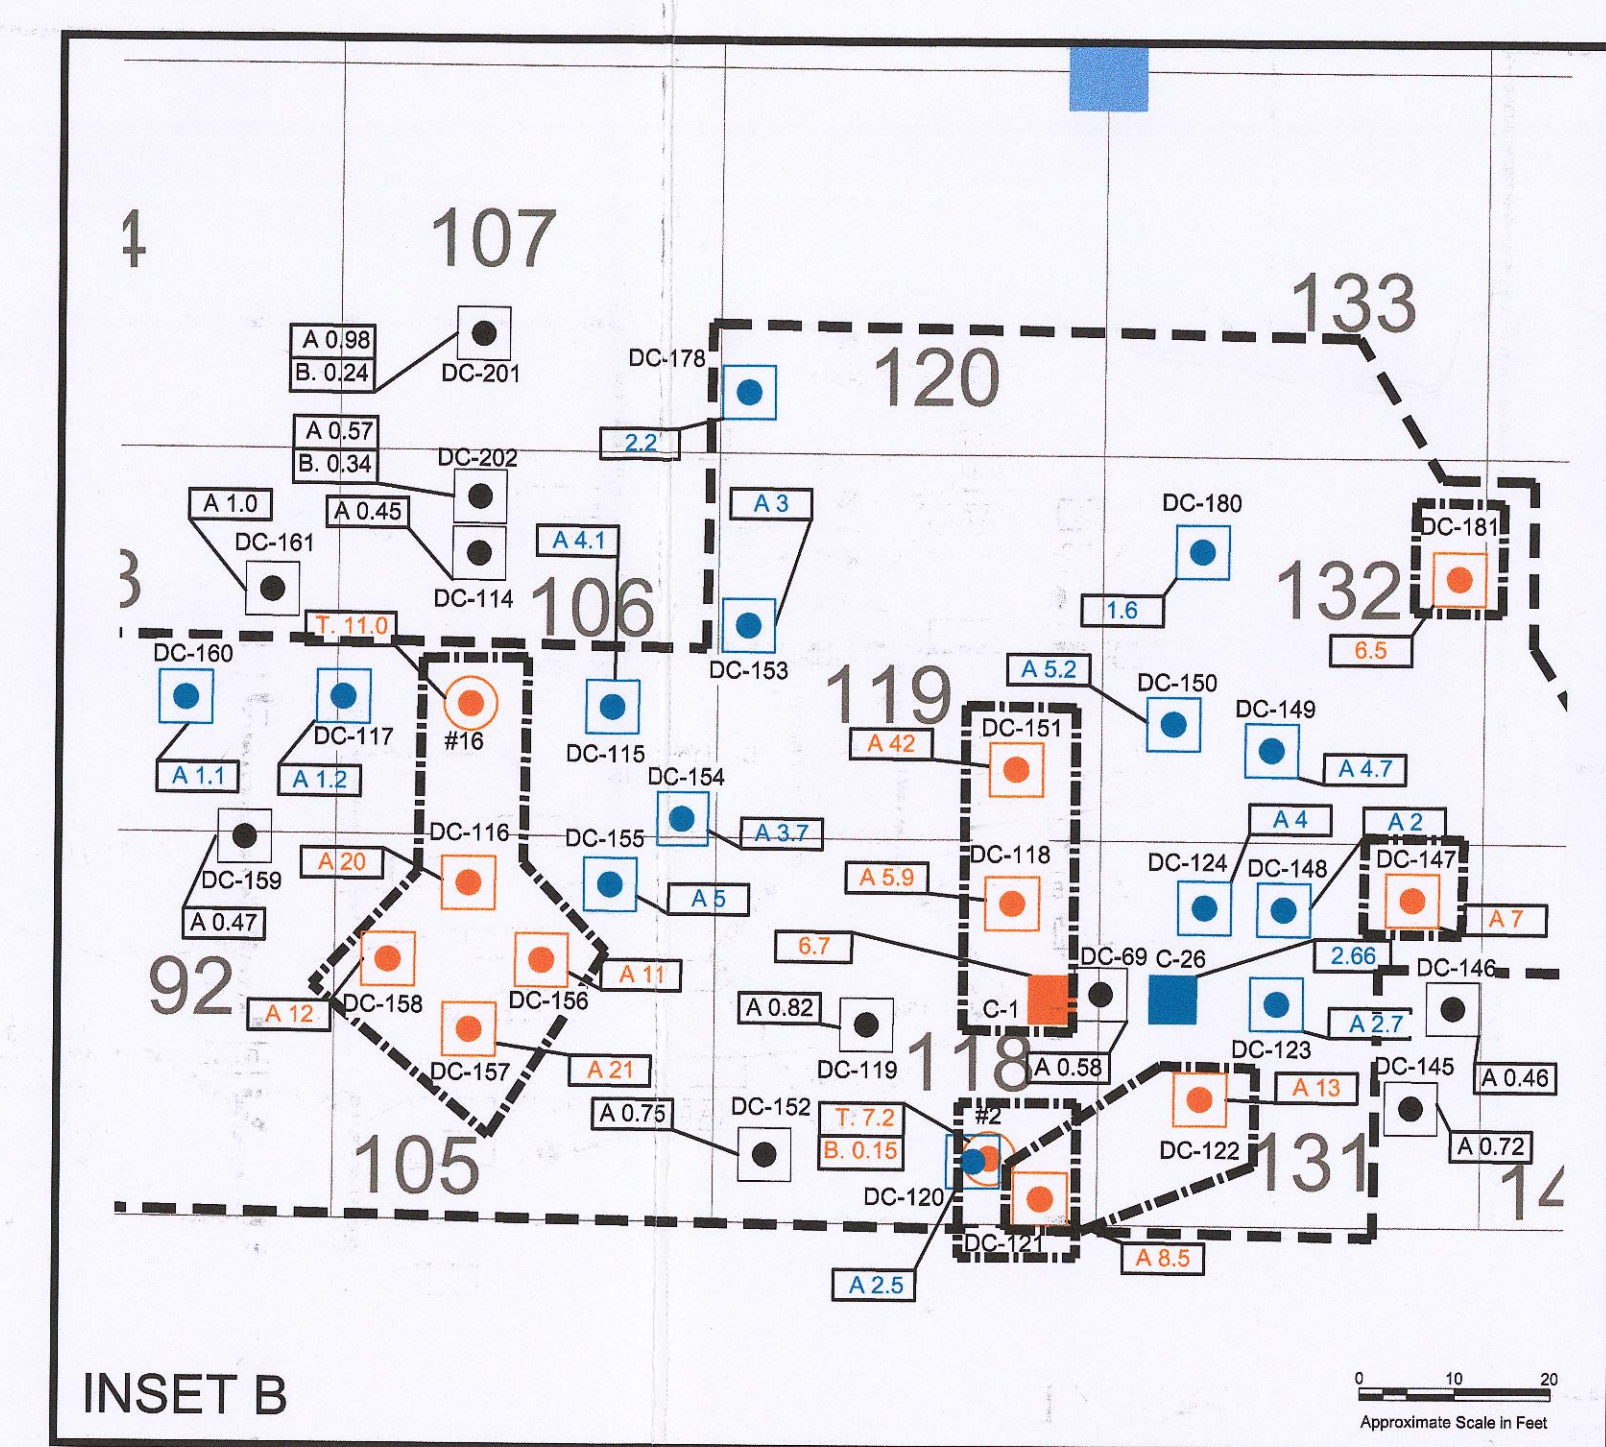 4
107
133
A 0.98
B. 0.24
DC-201
DC-178
120
A 0.57
B. 0.34
DC-202
2.2
A 1.0
A 0.45
A 3
DC-180
DC-181
DC-161
A 4.1
132
DC-114
106
1.6
T. 11.0
6.5
DC-160
DC-153
A 5.2
DC-150
119
DC-149
DC-117
#16
DC-115
A 42
DC-151
A 1.1
A 1.2
DC-154
A 4.7
A 4
A 2
DC-116
DC-155
A 3.7
DC-118
DC-124
DC-148
DC-147
A 20
DC-159
A 5.9
A 5
A 0.47
A 7
6.7
DC-69
C-26
2.66
DC-146
92
A 11
DC-158
DC-156
A 12
A 0.82
C-1
A 2.7
DC-157
DC-119
118
A 0.58
DC-123
DC-145
A 21
A 0.46
A 0.75
DC-152
T. 7.2
#2
A 13
B. 0.15
DC-122
A 0.72
105
131
14
DC-120
DC-121
A 8.5
A 2.5
INSET B
0 10 20
Approximate Scale in Feet